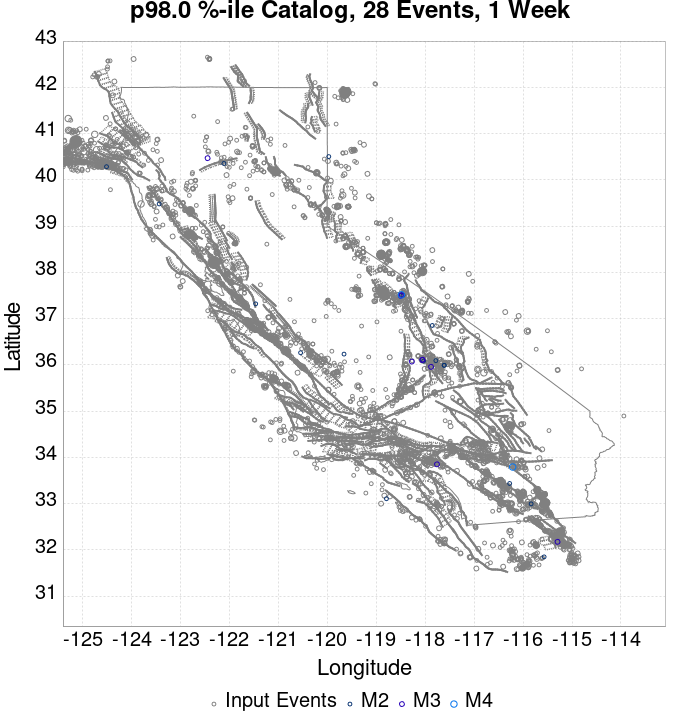 p98.0 %-ile Catalog, 28 Events, 1 Week
43
42
41
40
39
38
37
36
35
34
33
32
31
Latitude
-125 -124 -123 -122 -121 -120 -119 -118 -117 -116 -115 -114
Longitude
Input Events M2 M3 M4